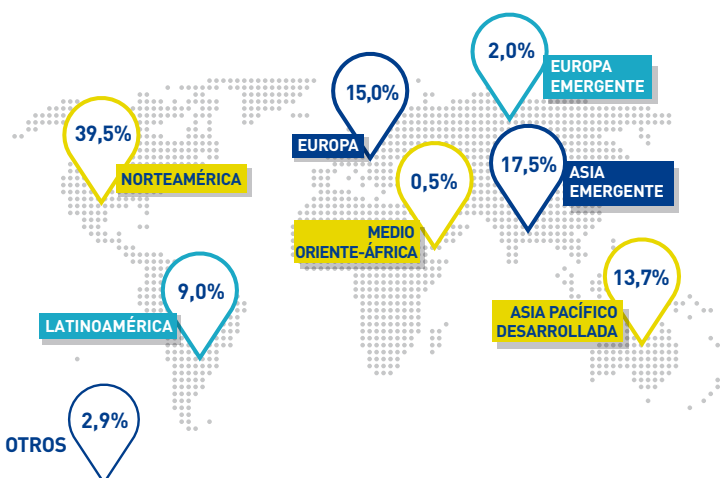 2,0%
EUROPA
EMERGENTE
15,0%
EUROPA
39,5%
NORTEAMÉRICA
17,5%
ASIA
EMERGENTE
0,5%
MEDIO
ORIENTE-ÁFRICA
13,7%
ASIA PACÍFICO
DESARROLLADA
9,0%
LATINOAMÉRICA
2,9%
OTROS